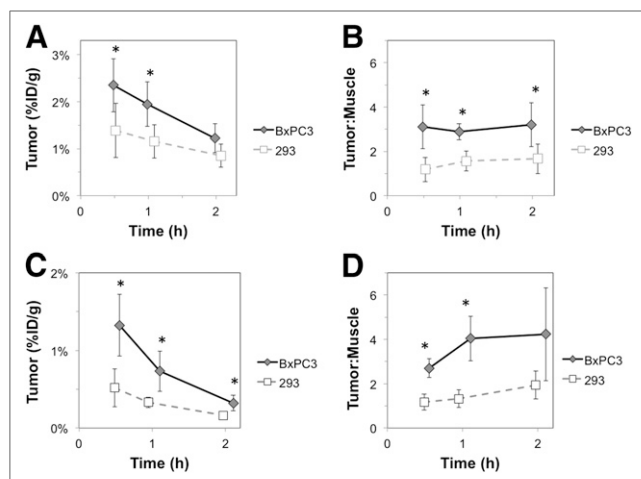 A
Tumor (%ID/g)
3%
2%
1%
0%
* *
0 1 2
Time (h)
BxPC3
293
B
Tumor:Muscle
6
4
2
0
* * *
0 1 2
Time (h)
BxPC3
293
C
Tumor (%ID/g)
2%
1%
0%
* * *
0 1 2
Time (h)
BxPC3
293
D
Tumor:Muscle
6
4
2
0
* *
0 1 2
Time (h)
BxPC3
293